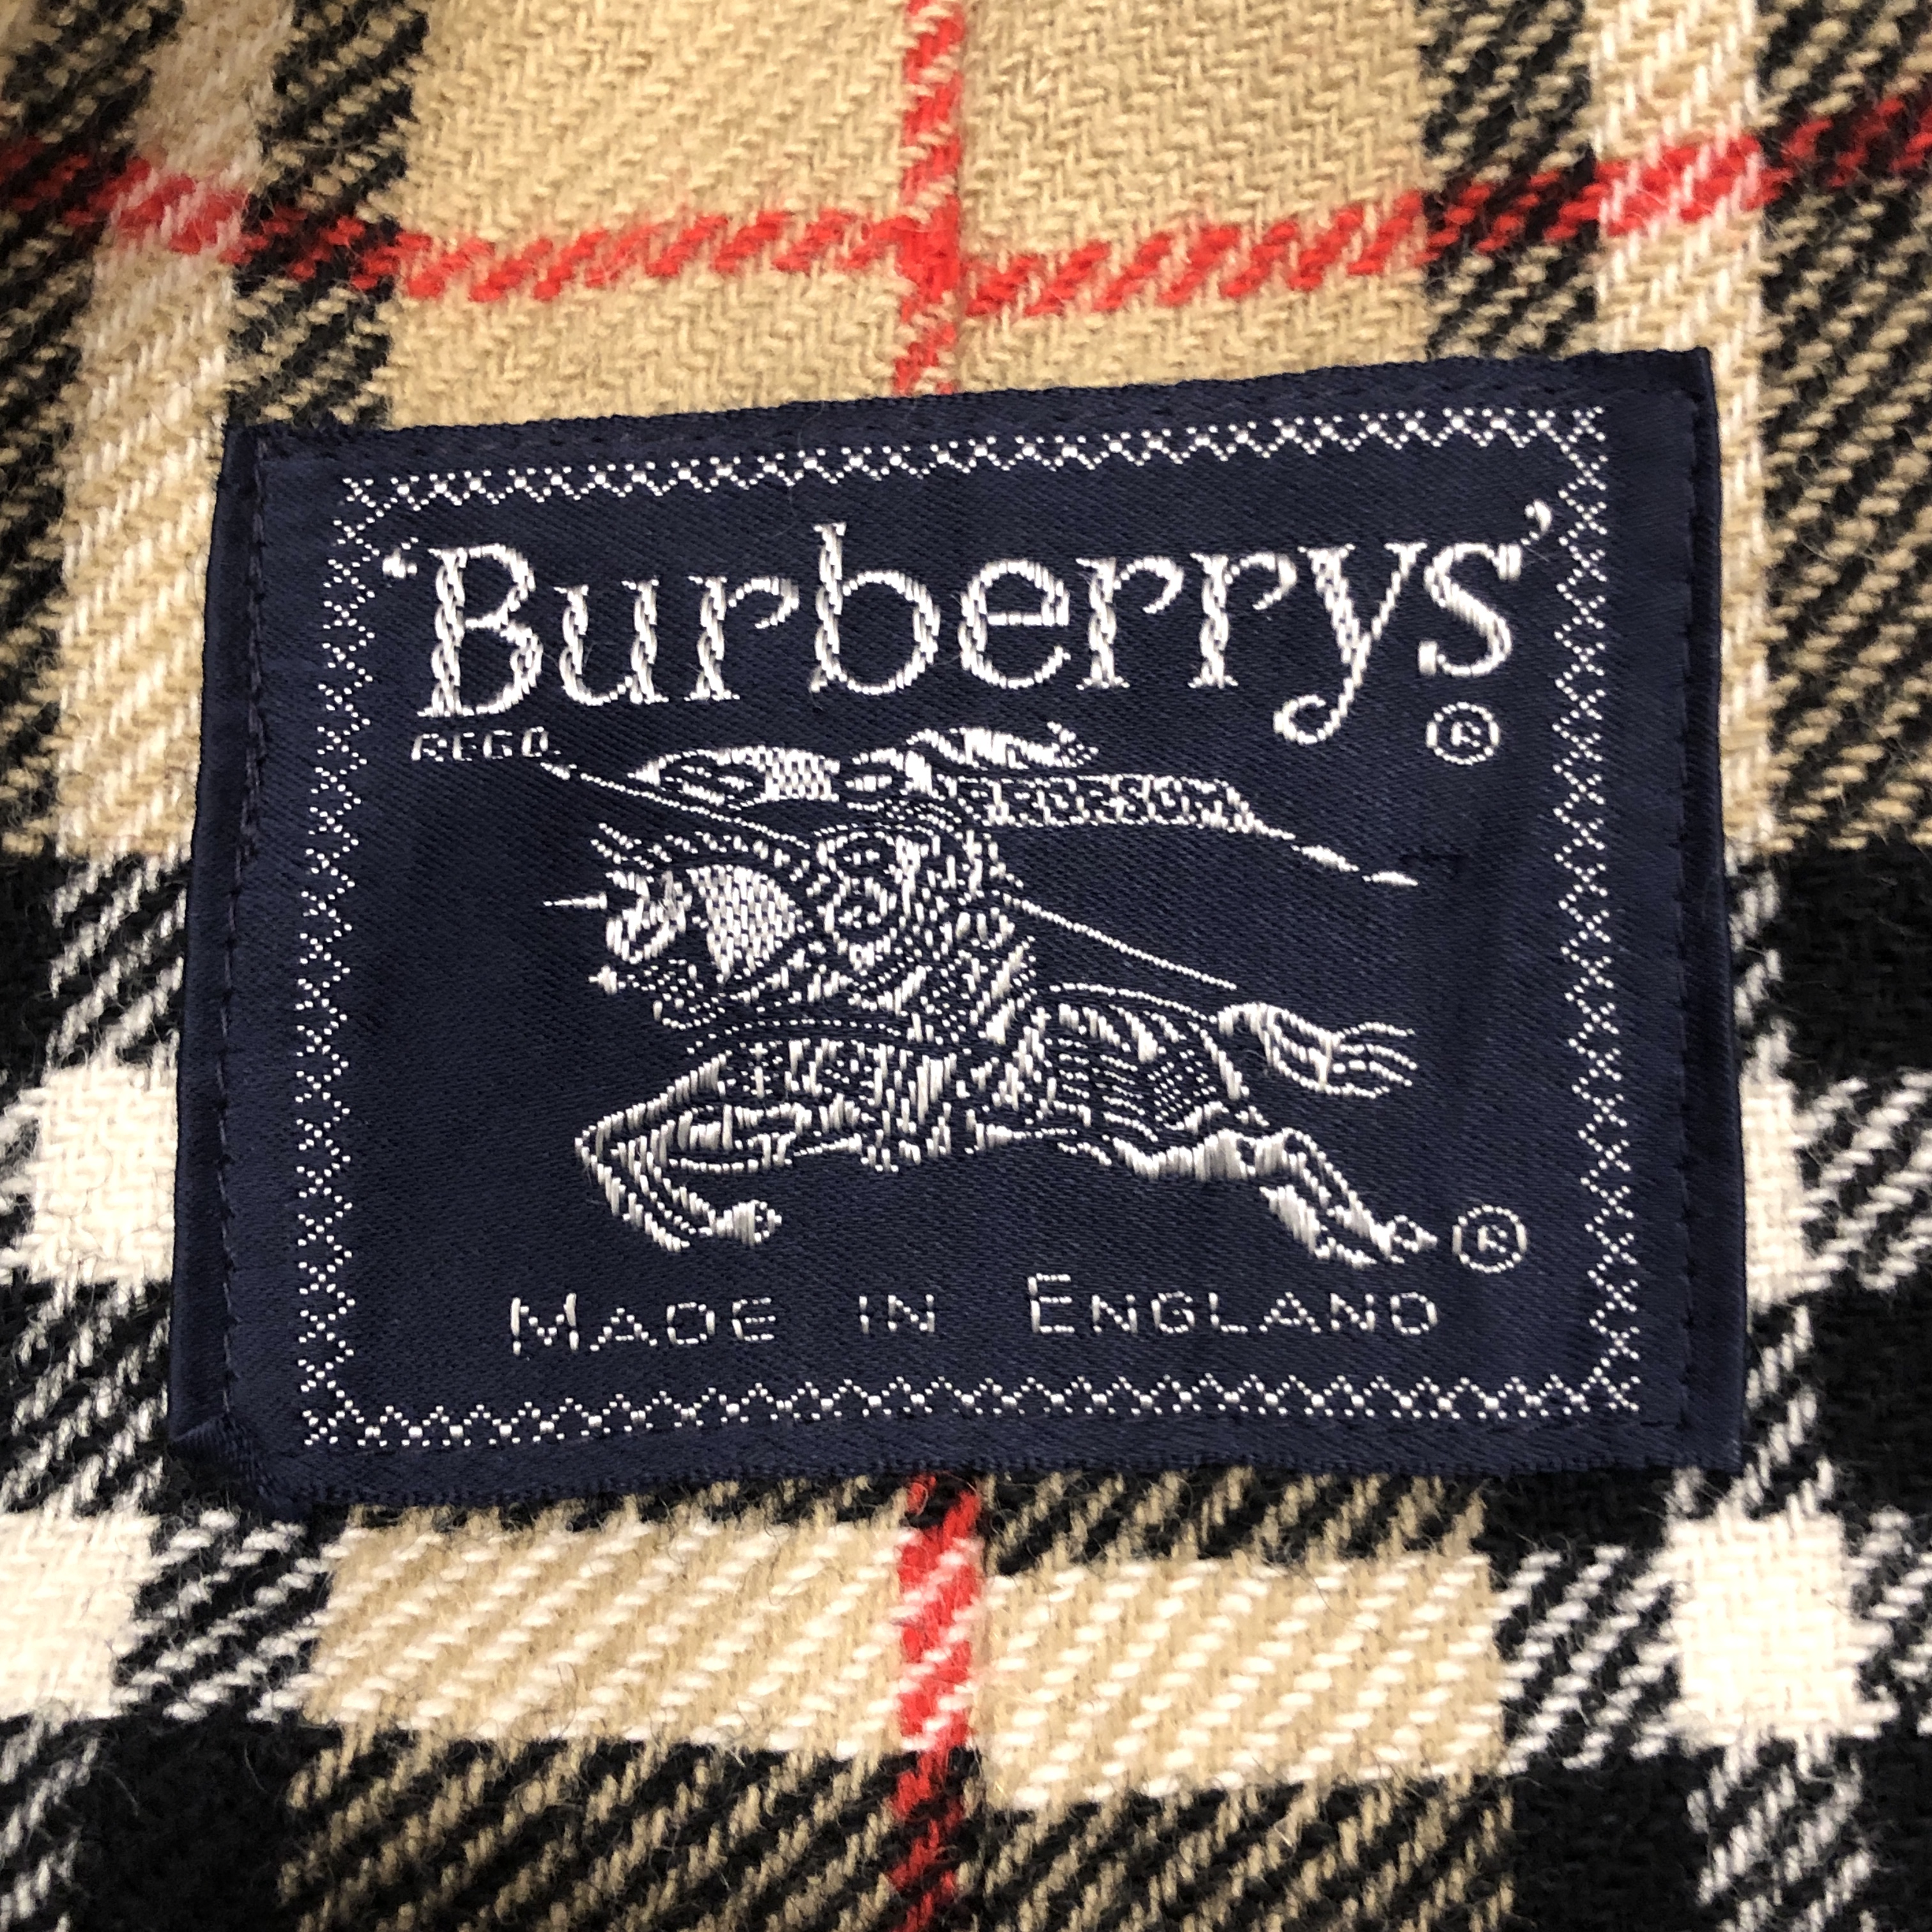 ‘Burberrys’
REGD. ®
®
MADE IN ENGLAND